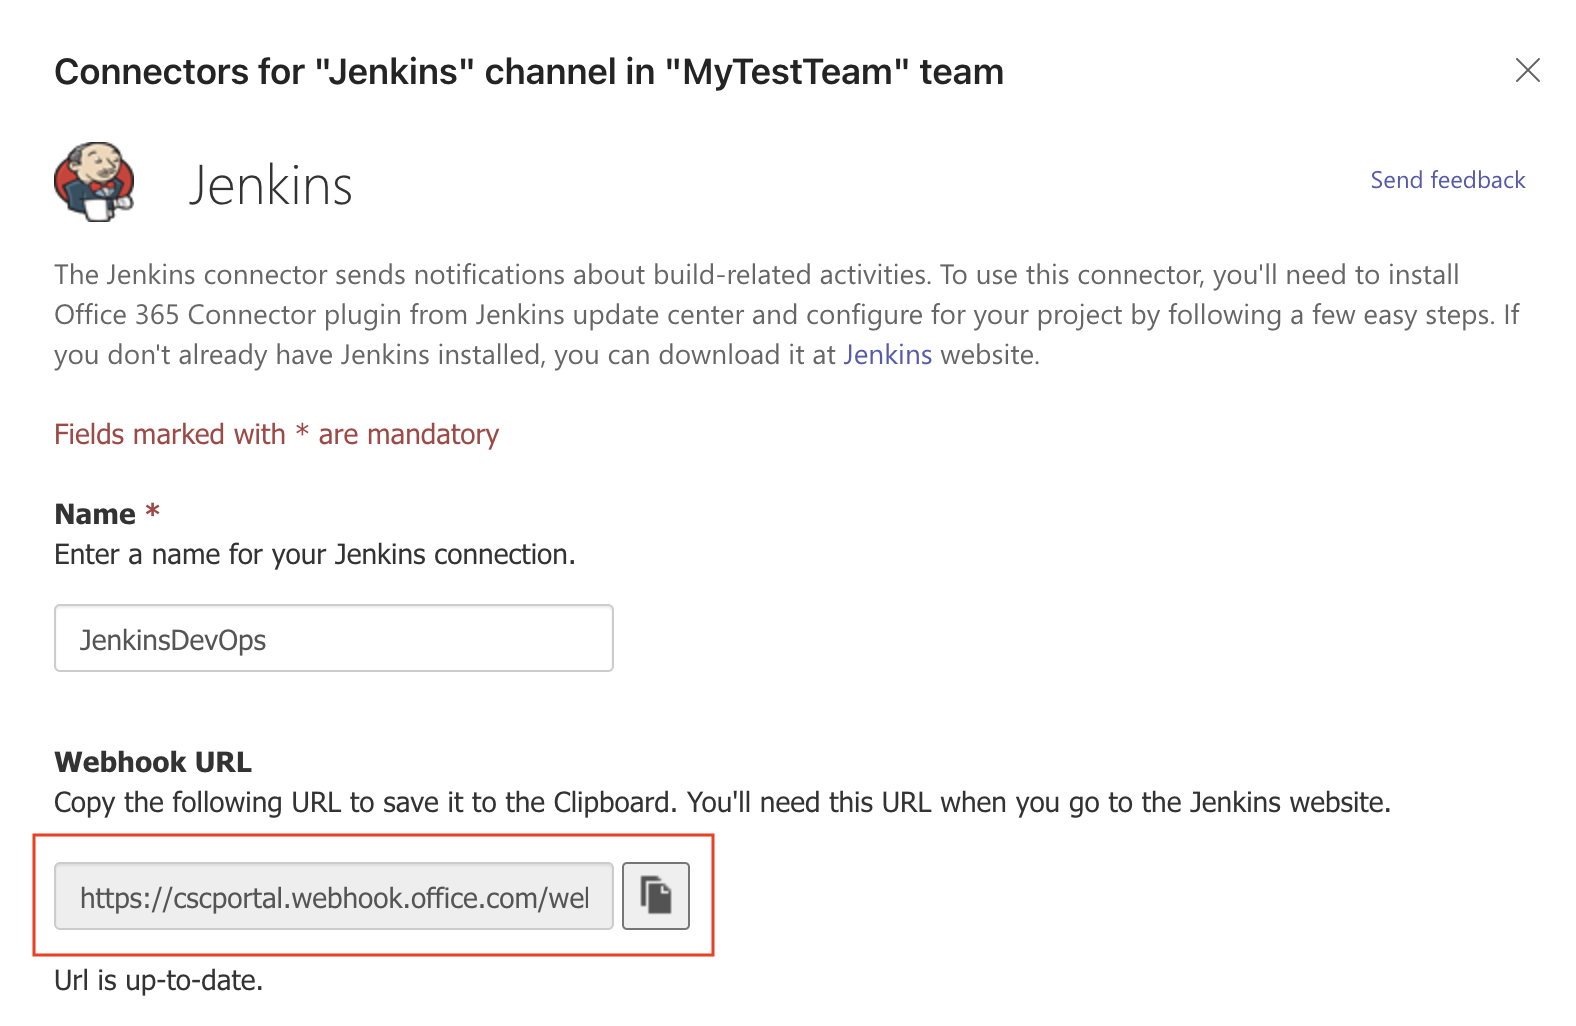 Connectors for "Jenkins" channel in "MyTestTeam" team
Jenkins
Send feedback
The Jenkins connector sends notifications about build-related activities. To use this connector, you'll need to install
Office 365 Connector plugin from Jenkins update center and configure for your project by following a few easy steps. If
you don't already have Jenkins installed, you can download it at Jenkins website.
Fields marked with * are mandatory
Name *
Enter a name for your Jenkins connection.
JenkinsDevOps
Webhook URL
Copy the following URL to save it to the Clipboard. You'll need this URL when you go to the Jenkins website.
https://cscportal.webhook.office.com/wel
Url is up-to-date.